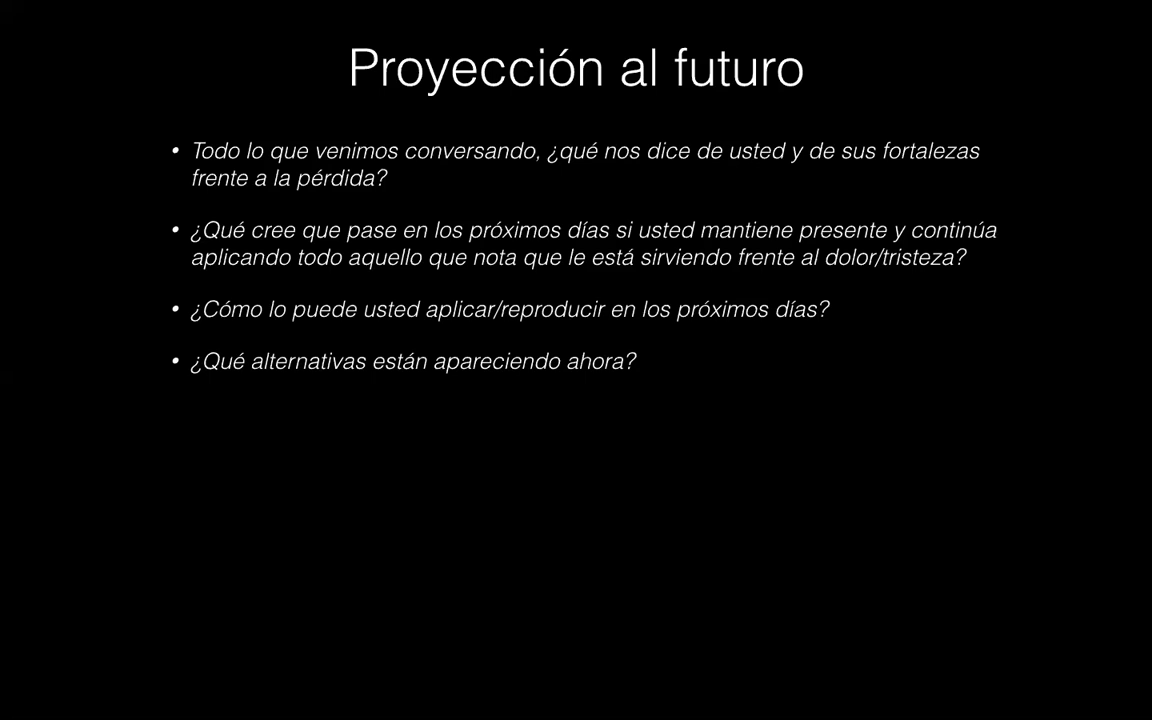 Proyección al futuro
• Todo lo que venimos conversando, ¿qué nos dice de usted y de sus fortalezas
frente a la pérdida?
• ¿Qué cree que pase en los próximos días si usted mantiene presente y continúa
aplicando todo aquello que nota que le está sirviendo frente al dolor/tristeza?
• ¿Cómo lo puede usted aplicar/reproducir en los próximos días?
• ¿Qué alternativas están apareciendo ahora?